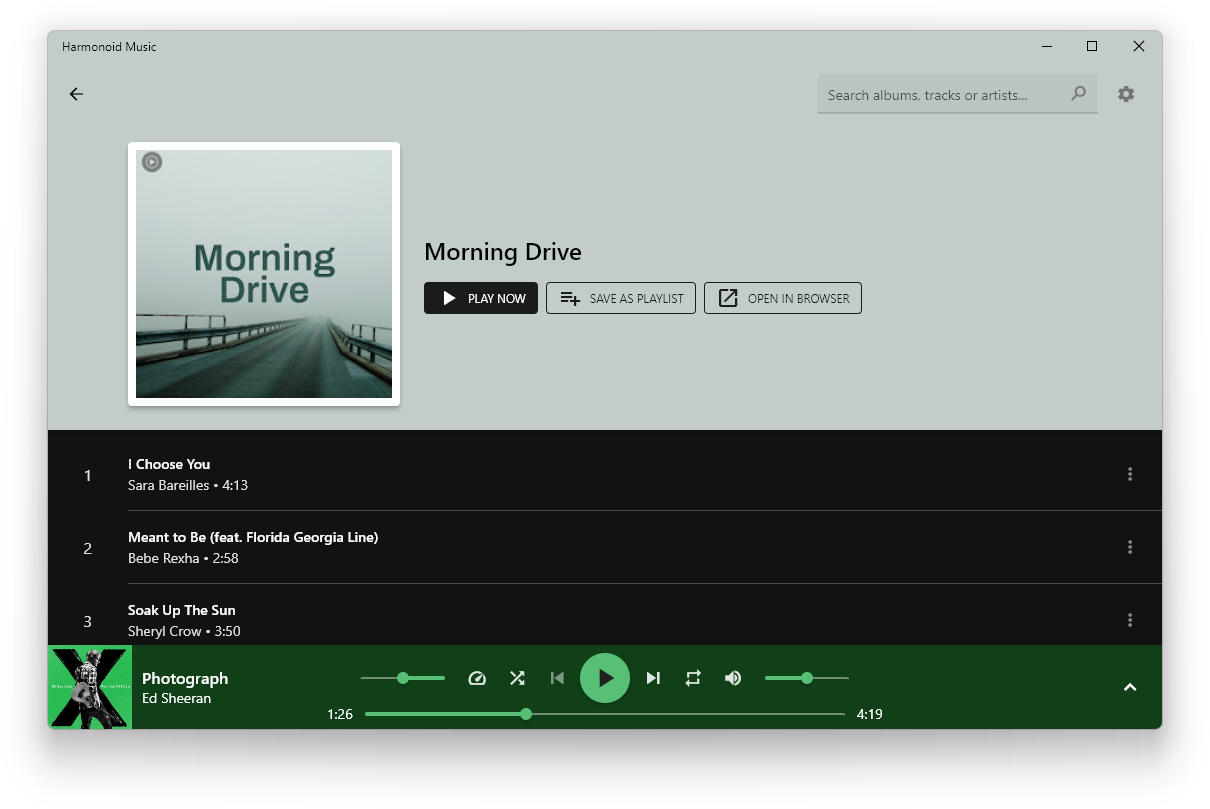 Harmonoid Music
Search albums, tracks or artists...
Morning
Drive
Morning Drive
PLAY NOW
SAVE AS PLAYLIST
OPEN IN BROWSER
1
I Choose You
Sara Bareilles • 4:13
2
Meant to Be (feat. Florida Georgia Line)
Bebe Rexha • 2:58
3
Soak Up The Sun
Sheryl Crow • 3:50
X
Photograph
Ed Sheeran
1:26
4:19